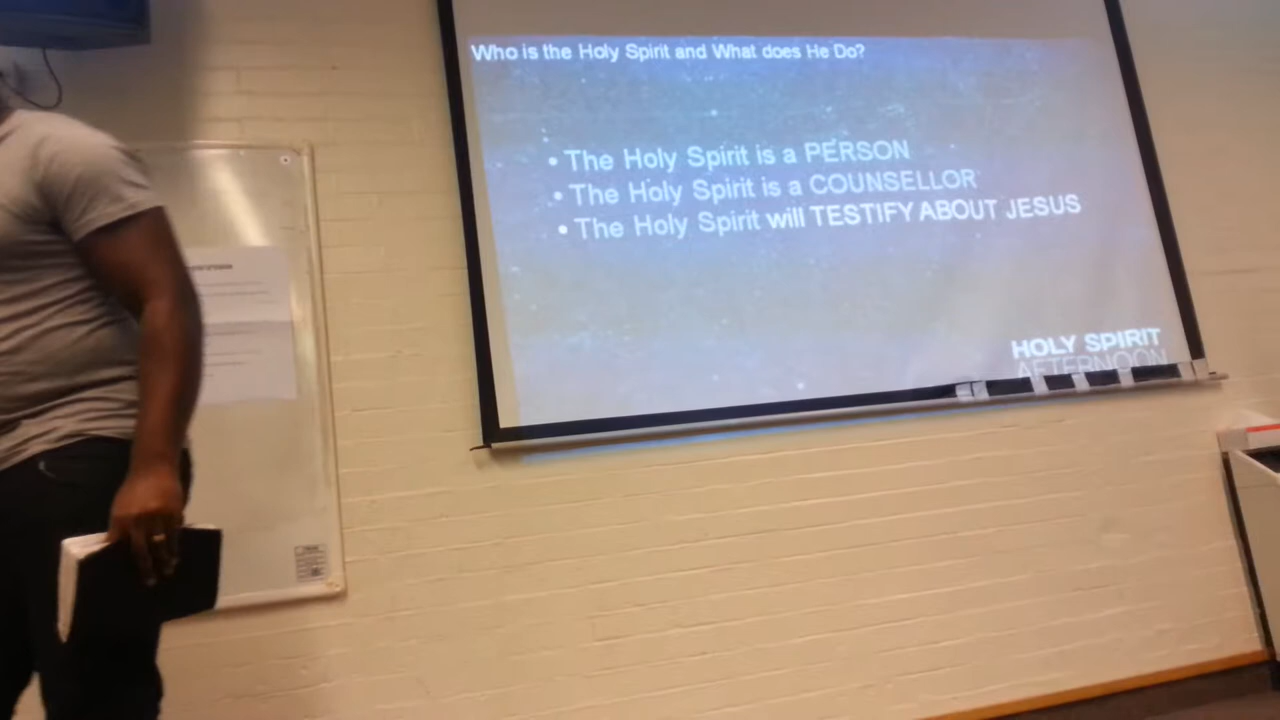 Who is the Holy Spirit and What does He Do?
• The Holy Spirit is a PERSON
• The Holy Spirit is a COUNSELLOR
• The Holy Spirit will TESTIFY ABOUT JESUS
HOLY SPIRIT
AFTERNOON